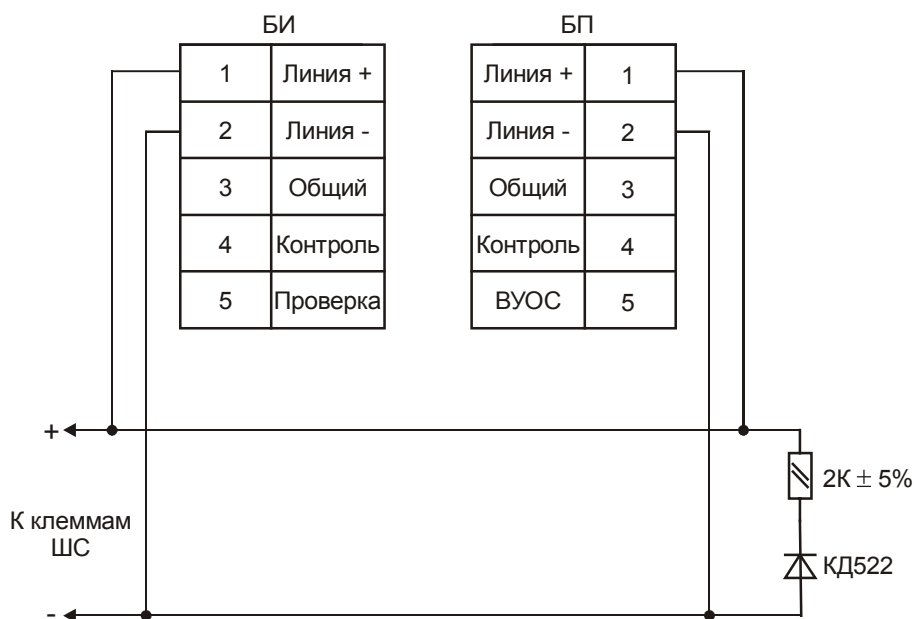 БИ
1 Линия +
2 Линия -
3 Общий
4 Контроль
5 Проверка
БП
Линия + 1
Линия - 2
Общий 3
Контроль 4
ВУОС 5
+
2К ± 5%
К клеммам
ШС
КД522
-